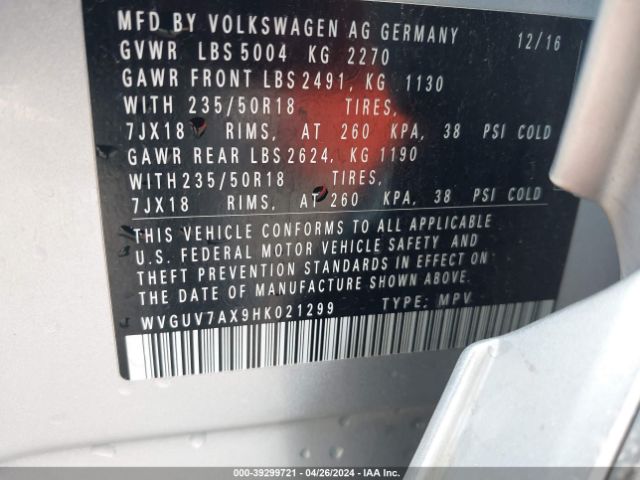 MFD BY VOLKSWAGEN AG GERMANY 12/16
GVWR LBS 5004 KG 2270
GAWR FRONT LBS 2491, KG 1130
WITH 235/50R18 TIRES,
7JX18 RIMS, AT 260 KPA, 38 PSI COLD
GAWR REAR LBS 2624, KG 1190
WITH 235/50R18 TIRES,
7JX18 RIMS, AT 260 KPA, 38 PSI COLD
THIS VEHICLE CONFORMS TO ALL APPLICABLE
U.S. FEDERAL MOTOR VEHICLE SAFETY AND
THEFT PREVENTION STANDARDS IN EFFECT ON
THE DATE OF MANUFACTURE SHOWN ABOVE.
WVGUV7AX9HK021299 TYPE: MPV
000-39299721 - 04/26/2024 - IAA Inc.